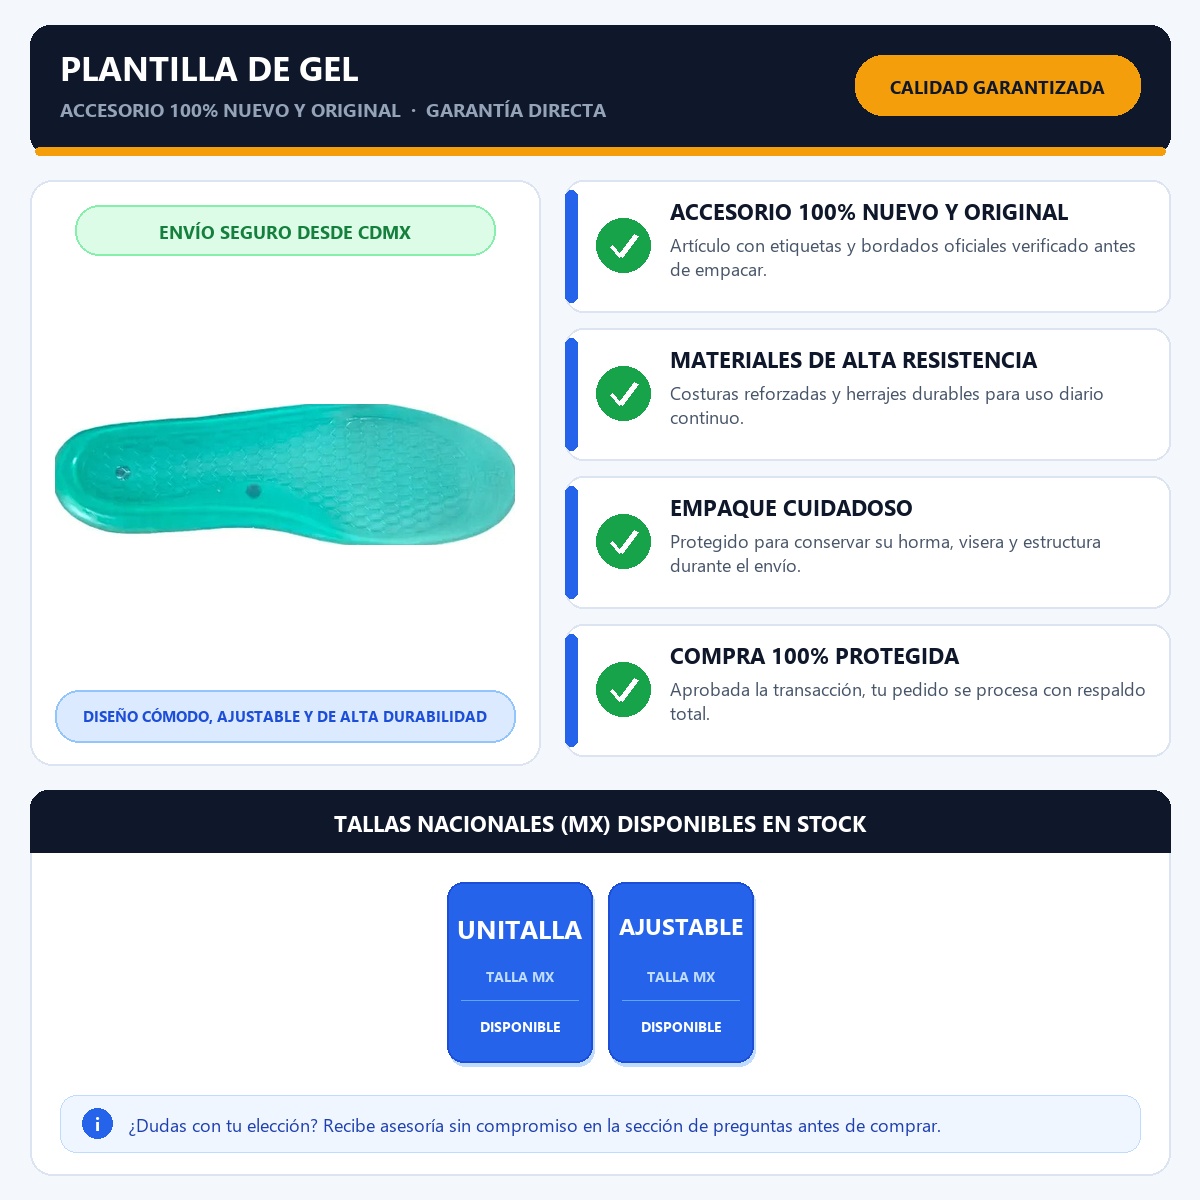 PLANTILLA DE GEL
ACCESORIO 100% NUEVO Y ORIGINAL · GARANTÍA DIRECTA
CALIDAD GARANTIZADA
ENVÍO SEGURO DESDE CDMX
DISEÑO CÓMODO, AJUSTABLE Y DE ALTA DURABILIDAD
ACCESORIO 100% NUEVO Y ORIGINAL
Artículo con etiquetas y bordados oficiales verificado antes
de empacar.
MATERIALES DE ALTA RESISTENCIA
Costuras reforzadas y herrajes durables para uso diario
continuo.
EMPAQUE CUIDADOSO
Protegido para conservar su horma, visera y estructura
durante el envío.
COMPRA 100% PROTEGIDA
Aprobada la transacción, tu pedido se procesa con respaldo
total.
TALLAS NACIONALES (MX) DISPONIBLES EN STOCK
UNITALLA
TALLA MX
DISPONIBLE
AJUSTABLE
TALLA MX
DISPONIBLE
¿Dudas con tu elección? Recibe asesoría sin compromiso en la sección de preguntas antes de comprar.